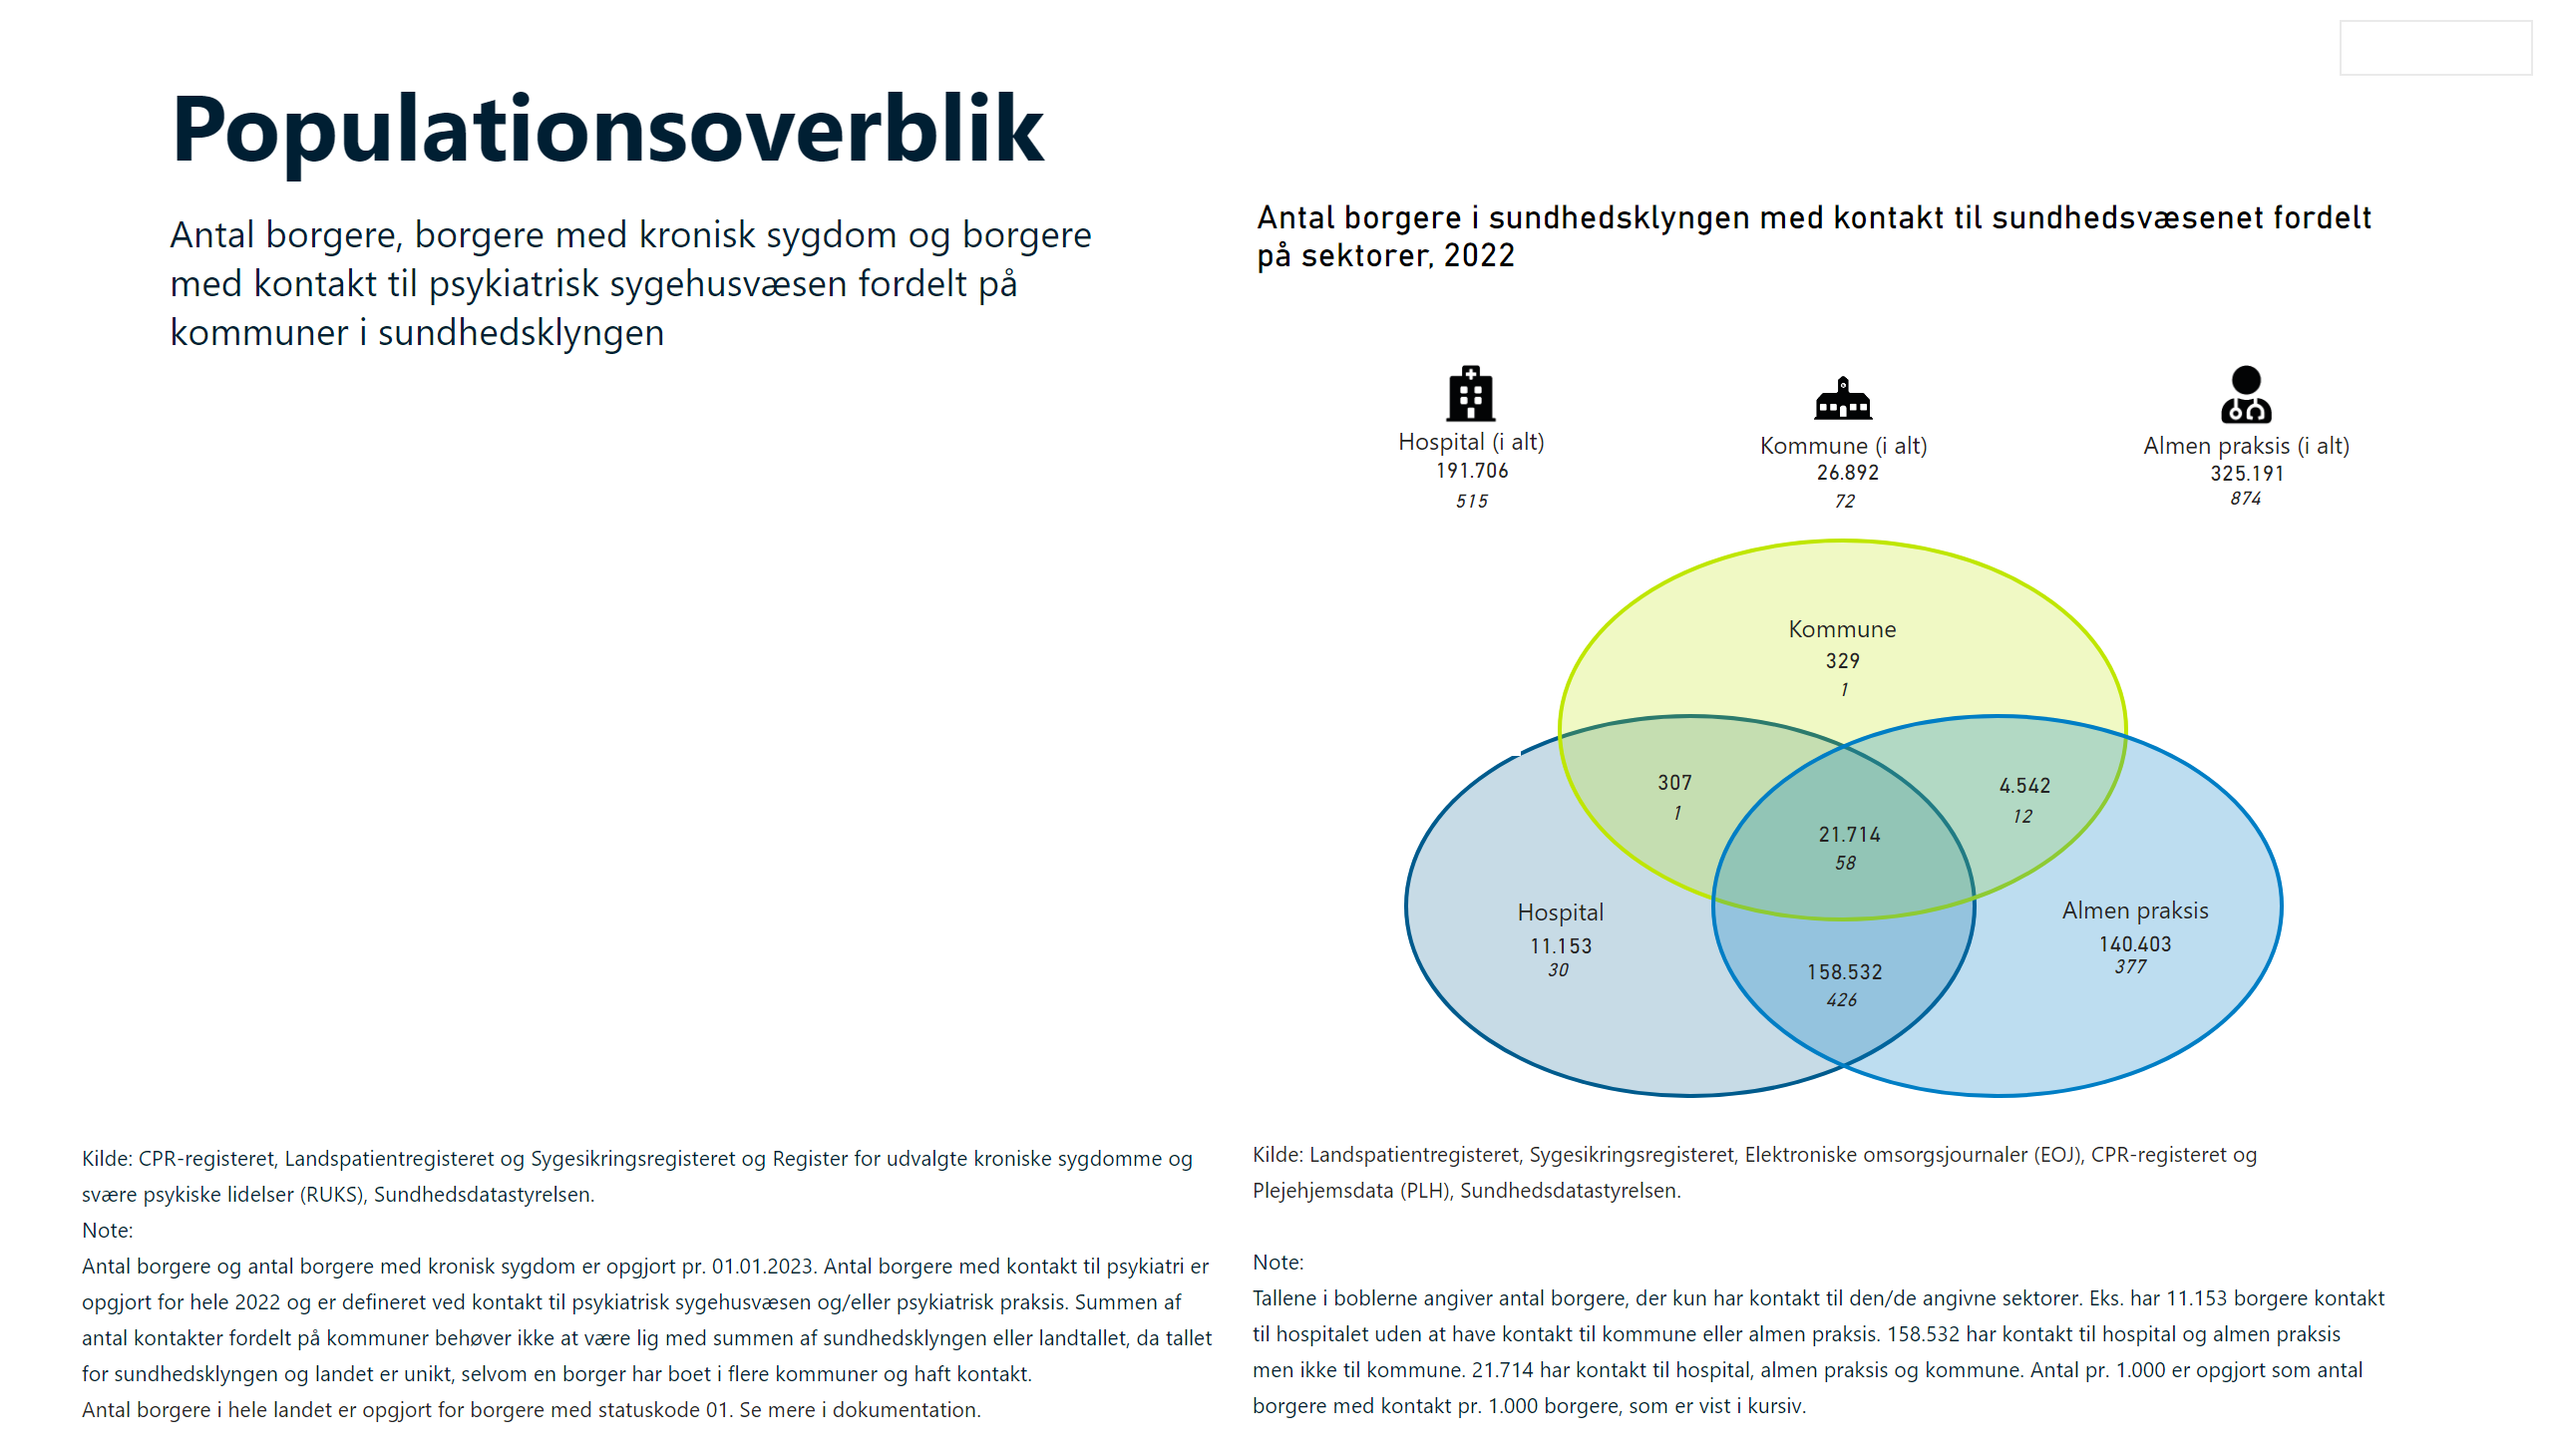 Populationsoverblik
Antal borgere, borgere med kronisk sygdom og borgere
med kontakt til psykiatrisk sygehusvæsen fordelt på
kommuner i sundhedsklyngen
Antal borgere i sundhedsklyngen med kontakt til sundhedsvæsenet fordelt
på sektorer, 2022
Hospital (i alt)
191.706
515
Kommune (i alt)
26.892
72
Almen praksis (i alt)
325.191
874
Kommune
329
1
307
1
4.542
12
21.714
58
Hospital
11.153
30
Almen praksis
140.403
377
158.532
426
Kilde: CPR-registeret, Landspatientregisteret og Sygesikringsregisteret og Register for udvalgte kroniske sygdomme og
svære psykiske lidelser (RUKS), Sundhedsdatastyrelsen.
Note:
Antal borgere og antal borgere med kronisk sygdom er opgjort pr. 01.01.2023. Antal borgere med kontakt til psykiatri er
opgjort for hele 2022 og er defineret ved kontakt til psykiatrisk sygehusvæsen og/eller psykiatrisk praksis. Summen af
antal kontakter fordelt på kommuner behøver ikke at være lig med summen af sundhedsklyngen eller landtallet, da tallet
for sundhedsklyngen og landet er unikt, selvom en borger har boet i flere kommuner og haft kontakt.
Antal borgere i hele landet er opgjort for borgere med statuskode 01. Se mere i dokumentation.
Kilde: Landspatientregisteret, Sygesikringsregisteret, Elektroniske omsorgsjournaler (EOJ), CPR-registeret og
Plejehjemsdata (PLH), Sundhedsdatastyrelsen.
Note:
Tallene i boblerne angiver antal borgere, der kun har kontakt til den/de angivne sektorer. Eks. har 11.153 borgere kontakt
til hospitalet uden at have kontakt til kommune eller almen praksis. 158.532 har kontakt til hospital og almen praksis
men ikke til kommune. 21.714 har kontakt til hospital, almen praksis og kommune. Antal pr. 1.000 er opgjort som antal
borgere med kontakt pr. 1.000 borgere, som er vist i kursiv.